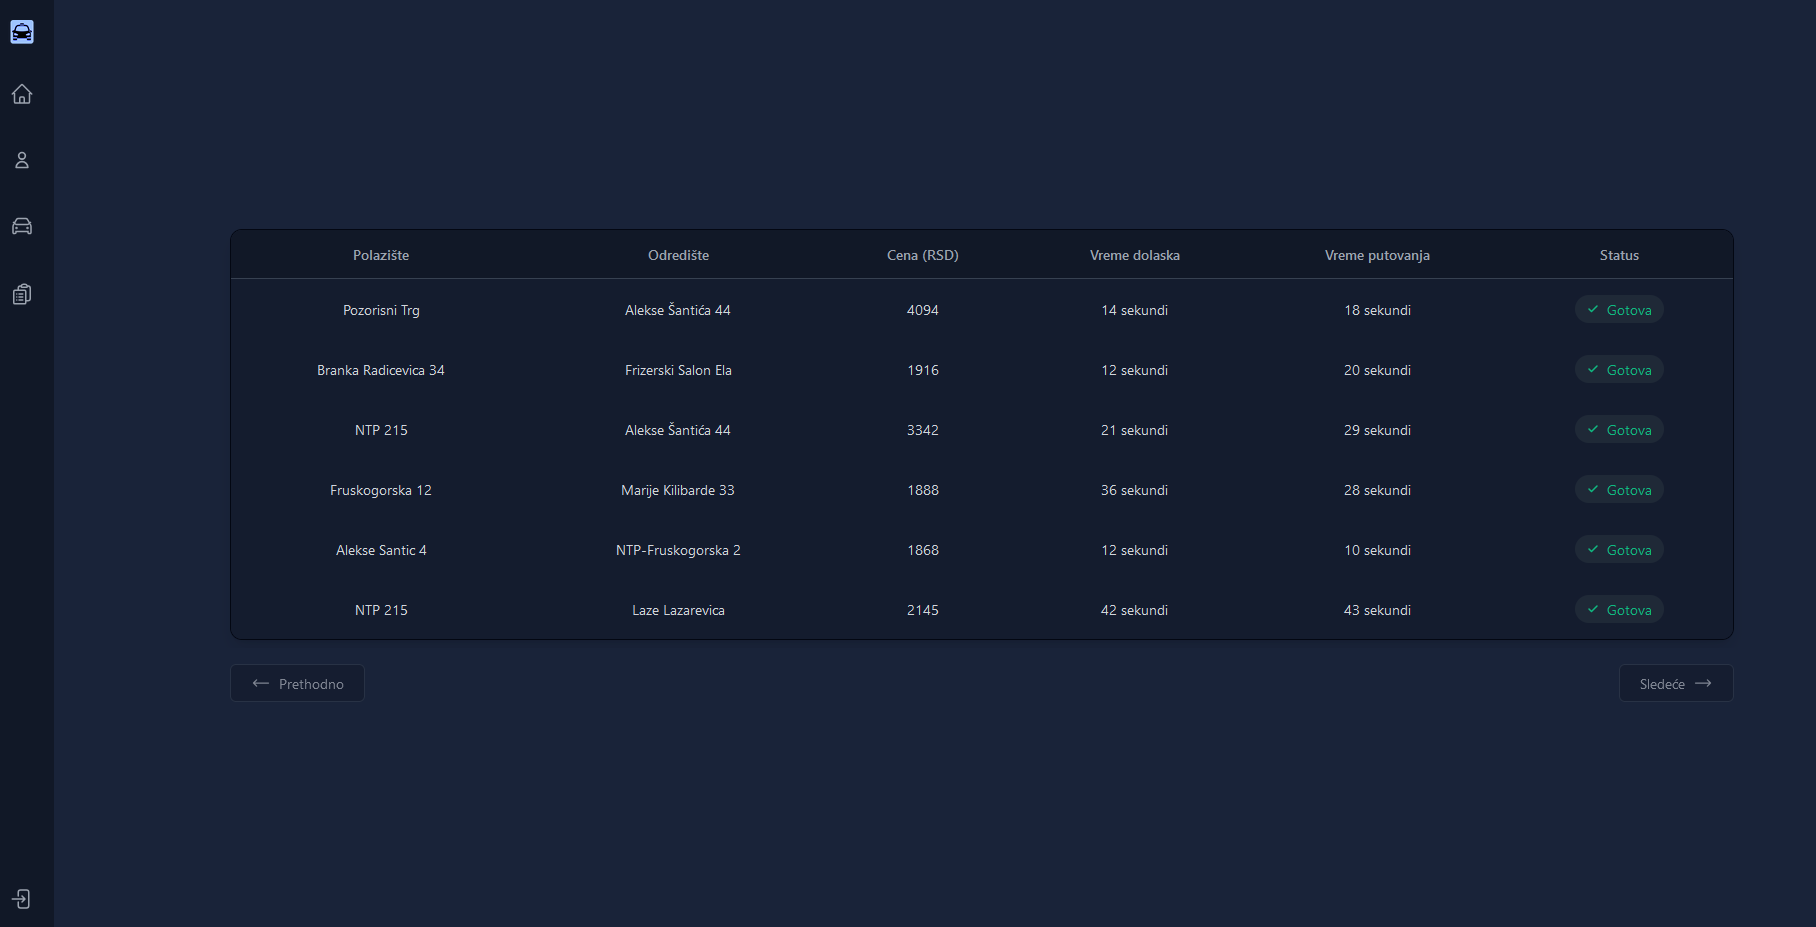 Polazište Odredište Cena (RSD) Vreme dolaska Vreme putovanja Status
Pozorisni Trg Alekse Šantića 44 4094 14 sekundi 18 sekundi Gotova
Branka Radicevica 34 Frizerski Salon Ela 1916 12 sekundi 20 sekundi Gotova
NTP 215 Alekse Šantića 44 3342 21 sekundi 29 sekundi Gotova
Fruskogorska 12 Marije Kilibarde 33 1888 36 sekundi 28 sekundi Gotova
Alekse Santic 4 NTP-Fruskogorska 2 1868 12 sekundi 10 sekundi Gotova
NTP 215 Laze Lazarevica 2145 42 sekundi 43 sekundi Gotova
Prethodno Sledeće